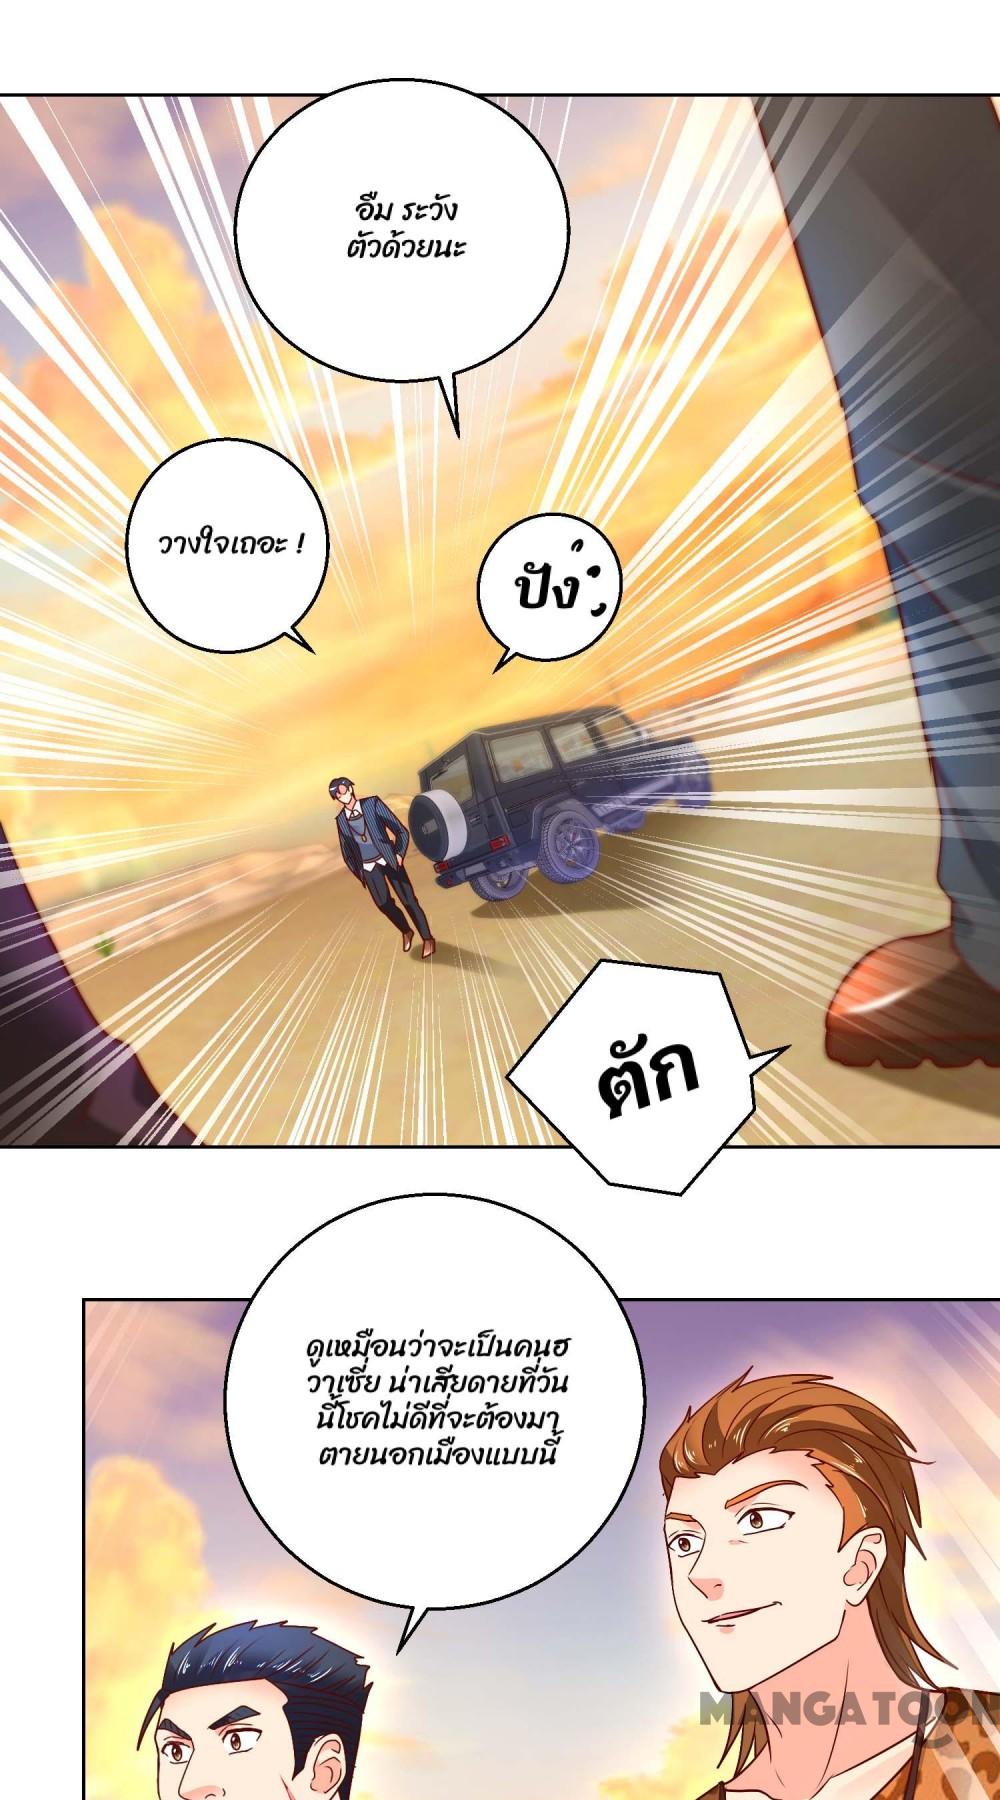 อืม ระวัง
ตัวด้วยนะ
วางใจเถอะ !
ปัง
ตัก
ดูเหมือนว่าจะเป็นคนฮ
วาเซี่ย น่าเสียดายที่วัน
นี้โชคไม่ดีที่จะต้องมา
ตายนอกเมืองแบบนี้
MANGATOON